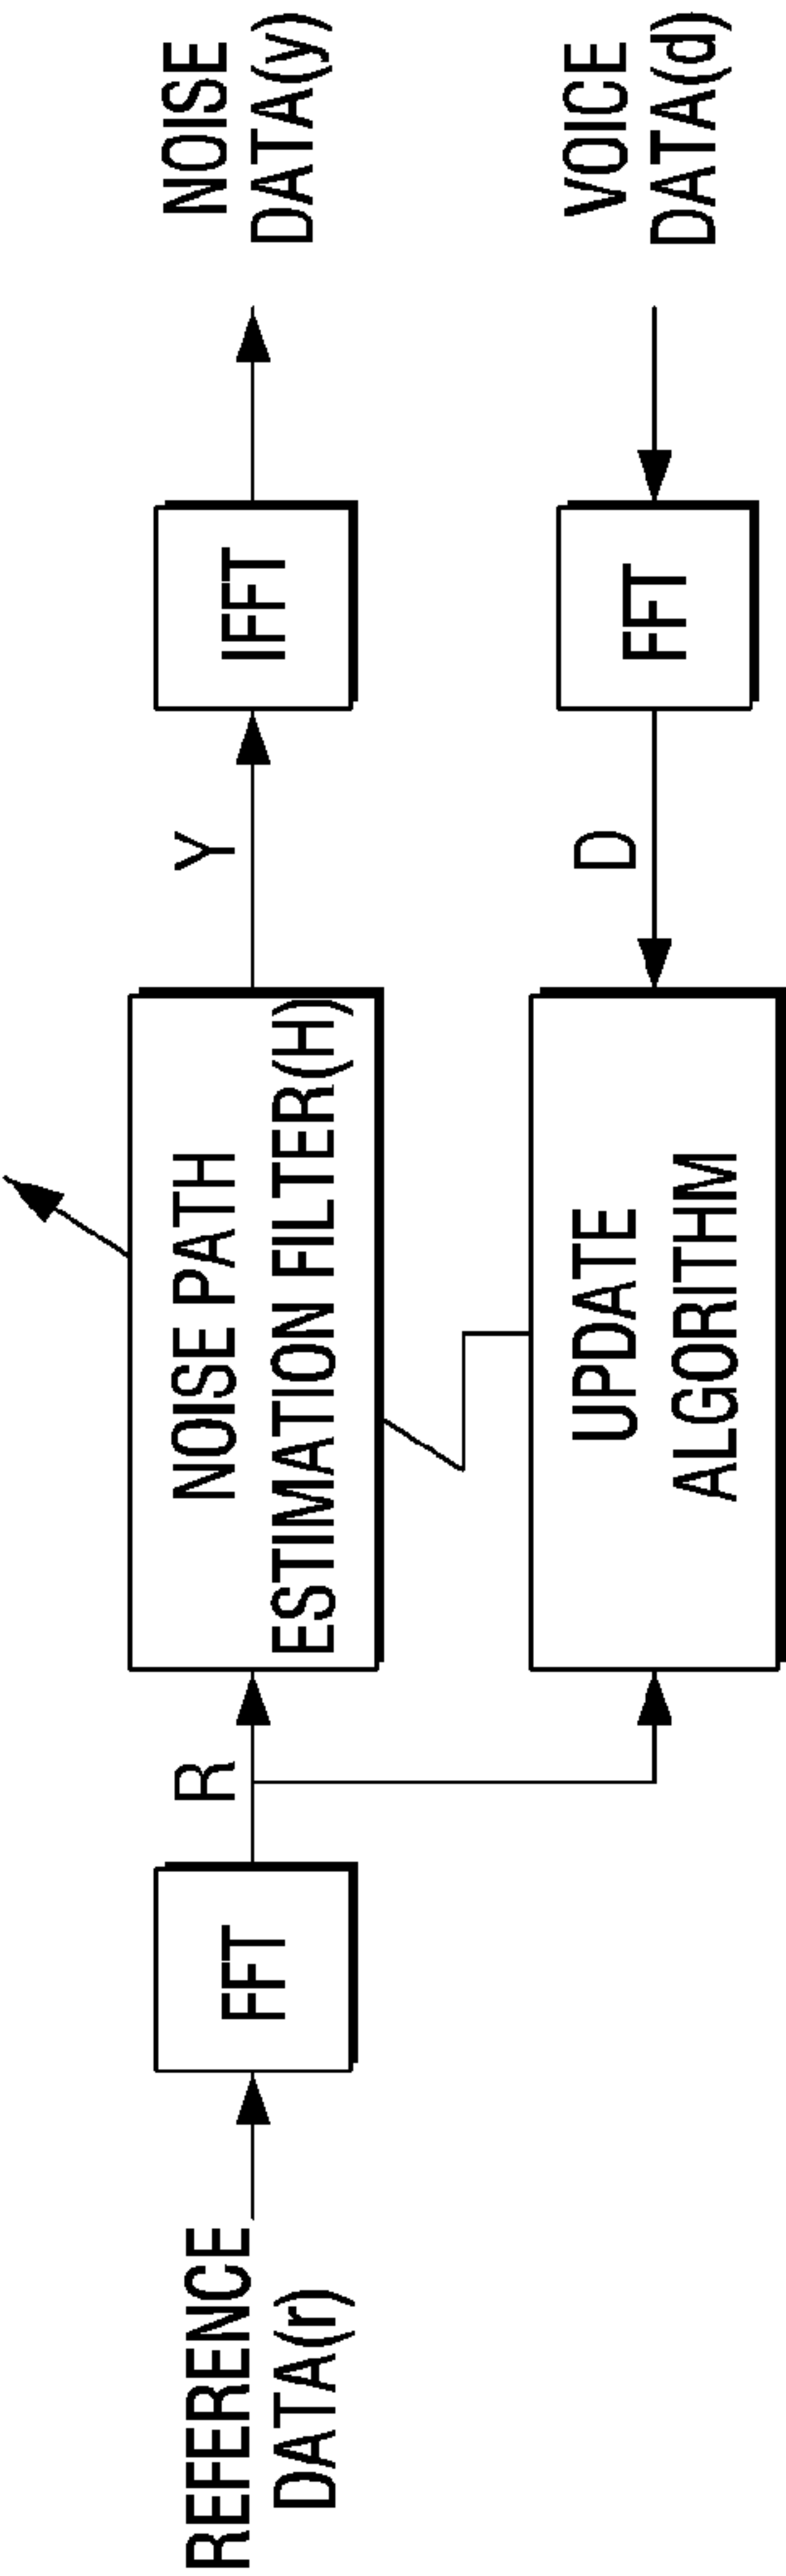 REFERENCE
DATA(r)
FFT
R
NOISE PATH
ESTIMATION FILTER(H)
Y
IFFT
NOISE
DATA(y)
UPDATE
ALGORITHM
D
FFT
VOICE
DATA(d)